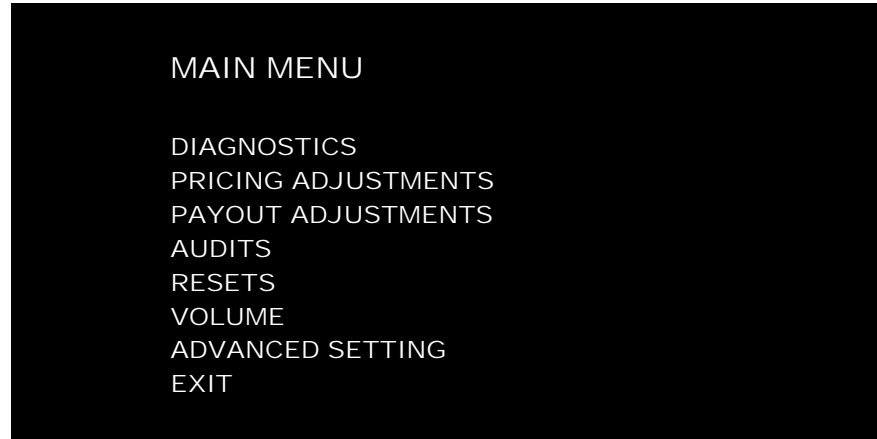 MAIN MENU
DIAGNOSTICS
PRICING ADJUSTMENTS
PAYOUT ADJUSTMENTS
AUDITS
RESETS
VOLUME
ADVANCED SETTING
EXIT